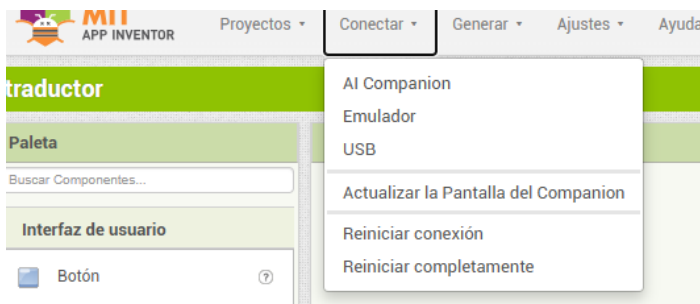 MIT
APP INVENTOR
Proyectos
Conectar
Generar
Ajustes
Ayuda
traductor
AI Companion
Emulador
USB
Actualizar la Pantalla del Companion
Reiniciar conexión
Reiniciar completamente
Paleta
Buscar Componentes...
Interfaz de usuario
Botón
?